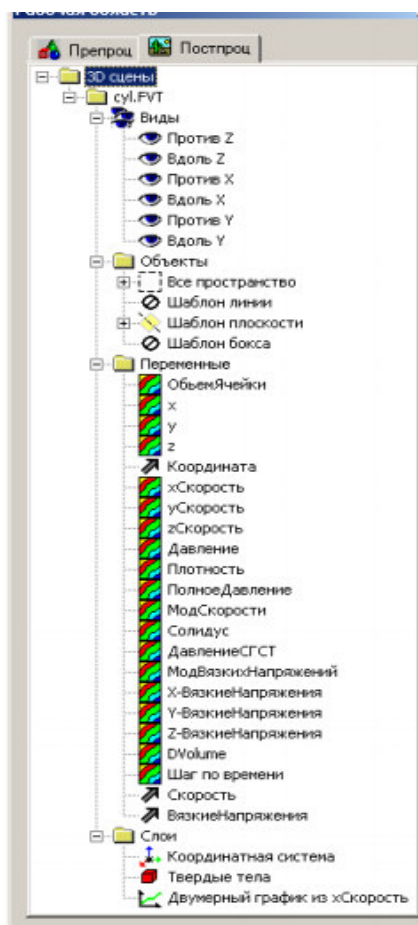 Рабочая область
Препроц Постпроц
3D сцены
cyl.FVT
Виды
Против Z
Вдоль Z
Против X
Вдоль X
Против Y
Вдоль Y
Объекты
Все пространство
Шаблон линии
Шаблон плоскости
Шаблон бокса
Переменные
ОбъемЯчейки
x
y
z
Координата
xСкорость
yСкорость
zСкорость
Давление
Плотность
ПолноеДавление
МодСкорости
Солидус
ДавлениеСГСТ
МодВязкихНапряжений
X-ВязкиеНапряжения
Y-ВязкиеНапряжения
Z-ВязкиеНапряжения
DVolume
Шаг по времени
Скорость
ВязкиеНапряжения
Слои
Координатная система
Твердые тела
Двумерный график из xСкорость